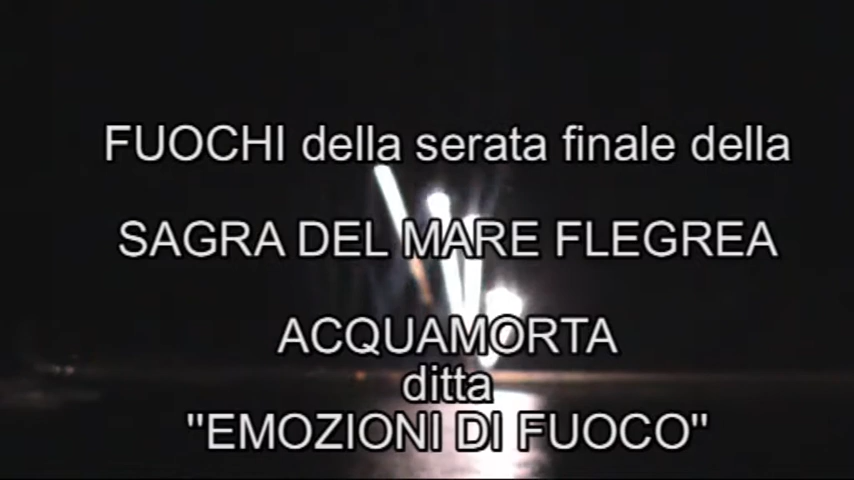 FUOCHI della serata finale della
SAGRA DEL MARE FLEGREA
ACQUAMORTA
ditta
"EMOZIONI DI FUOCO"